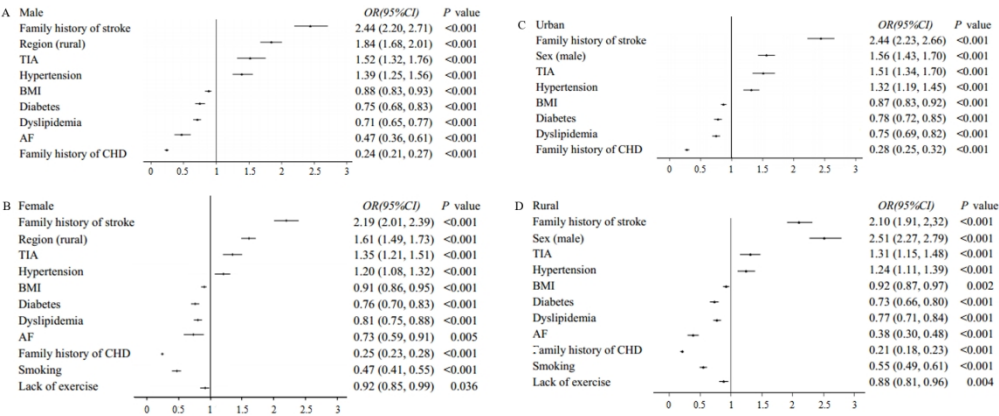 A Male OR(95%CI) P value
Family history of stroke 2.44 (2.20, 2.71) <0.001
Region (rural) 1.84 (1.68, 2.01) <0.001
TIA 1.52 (1.32, 1.76) <0.001
Hypertension 1.39 (1.25, 1.56) <0.001
BMI 0.88 (0.83, 0.93) <0.001
Diabetes 0.75 (0.68, 0.83) <0.001
Dyslipidemia 0.71 (0.65, 0.77) <0.001
AF 0.47 (0.36, 0.61) <0.001
Family history of CHD 0.24 (0.21, 0.27) <0.001
0 0.5 1 1.5 2 2.5 3
B Female OR(95%CI) P value
Family history of stroke 2.19 (2.01, 2.39) <0.001
Region (rural) 1.61 (1.49, 1.73) <0.001
TIA 1.35 (1.21, 1.51) <0.001
Hypertension 1.20 (1.08, 1.32) <0.001
BMI 0.91 (0.86, 0.95) <0.001
Diabetes 0.76 (0.70, 0.83) <0.001
Dyslipidemia 0.81 (0.75, 0.88) <0.001
AF 0.73 (0.59, 0.91) 0.005
Family history of CHD 0.25 (0.23, 0.28) <0.001
Smoking 0.47 (0.41, 0.55) <0.001
Lack of exercise 0.92 (0.85, 0.99) 0.036
0 0.5 1 1.5 2 2.5 3
C Urban OR(95%CI) P value
Family history of stroke 2.44 (2.23, 2.66) <0.001
Sex (male) 1.56 (1.43, 1.70) <0.001
TIA 1.51 (1.34, 1.70) <0.001
Hypertension 1.32 (1.19, 1.45) <0.001
BMI 0.87 (0.83, 0.92) <0.001
Diabetes 0.78 (0.72, 0.85) <0.001
Dyslipidemia 0.75 (0.69, 0.82) <0.001
Family history of CHD 0.28 (0.25, 0.32) <0.001
0 0.5 1 1.5 2 2.5 3
D Rural OR(95%CI) P value
Family history of stroke 2.10 (1.91, 2,32) <0.001
Sex (male) 2.51 (2.27, 2.79) <0.001
TIA 1.31 (1.15, 1.48) <0.001
Hypertension 1.24 (1.11, 1.39) <0.001
BMI 0.92 (0.87, 0.97) 0.002
Diabetes 0.73 (0.66, 0.80) <0.001
Dyslipidemia 0.77 (0.71, 0.84) <0.001
AF 0.38 (0.30, 0.48) <0.001
Family history of CHD 0.21 (0.18, 0.23) <0.001
Smoking 0.55 (0.49, 0.61) <0.001
Lack of exercise 0.88 (0.81, 0.96) 0.004
0 0.5 1 1.5 2 2.5 3